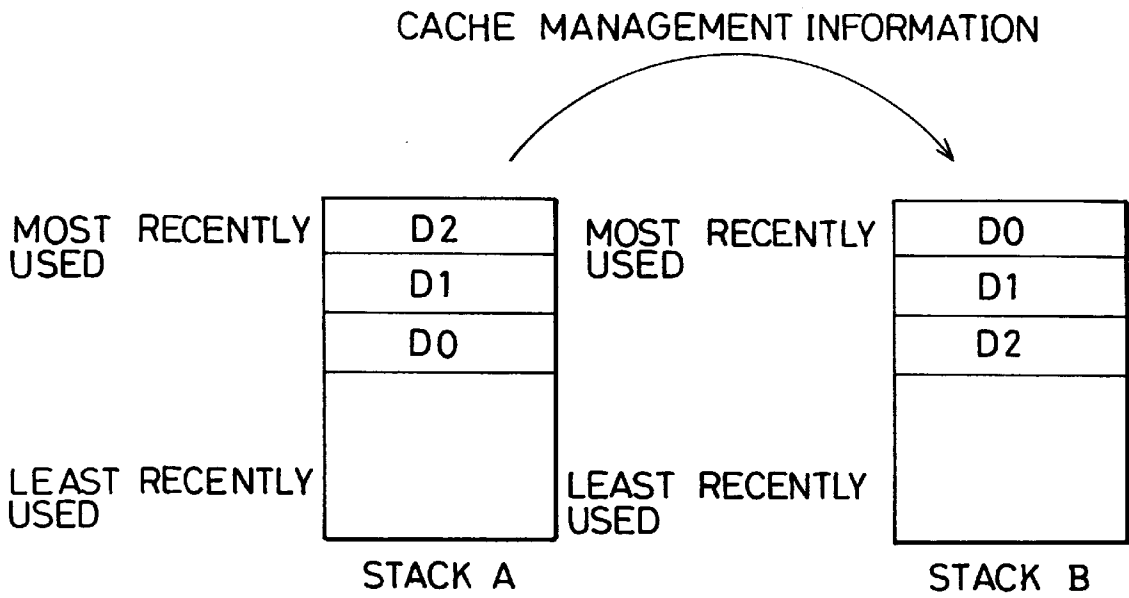 CACHE MANAGEMENT INFORMATION
MOST RECENTLY
USED
D2
D1
D0
LEAST RECENTLY
USED
STACK A
MOST RECENTLY
USED
D0
D1
D2
LEAST RECENTLY
USED
STACK B